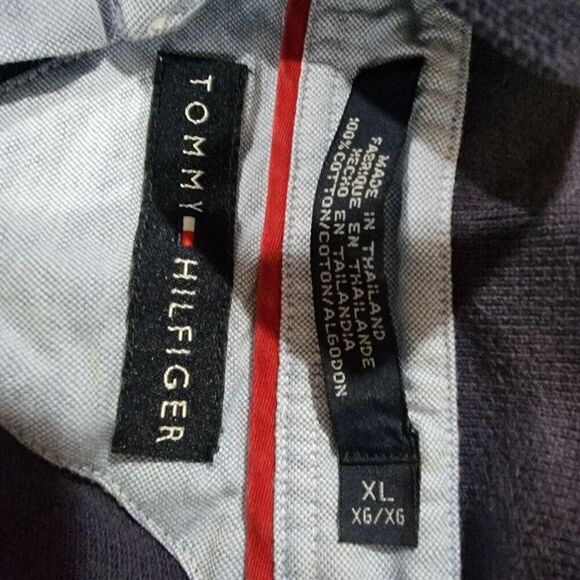 TOMMY HILFIGER
MADE IN THAILAND
FABRIQUE EN THAILANDE
HECHO EN TAILANDIA
100% COTTON/COTON/ALGODON
XL
XG/XG